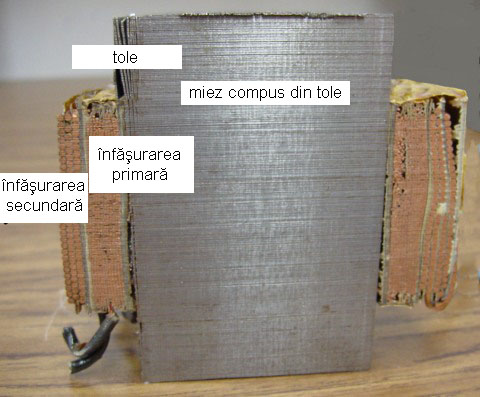 tole
miez compus din tole
înfăşurarea
primară
înfăşurarea
secundară